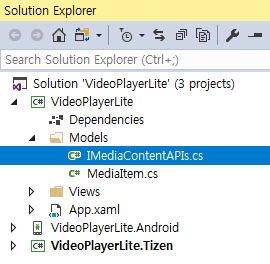 Solution Explorer
Search Solution Explorer (Ctrl+;)
Solution 'VideoPlayerLite' (3 projects)
C# VideoPlayerLite
Dependencies
Models
C# IMediaContentAPIs.cs
C# MediaItem.cs
Views
App.xaml
VideoPlayerLite.Android
C# VideoPlayerLite.Tizen